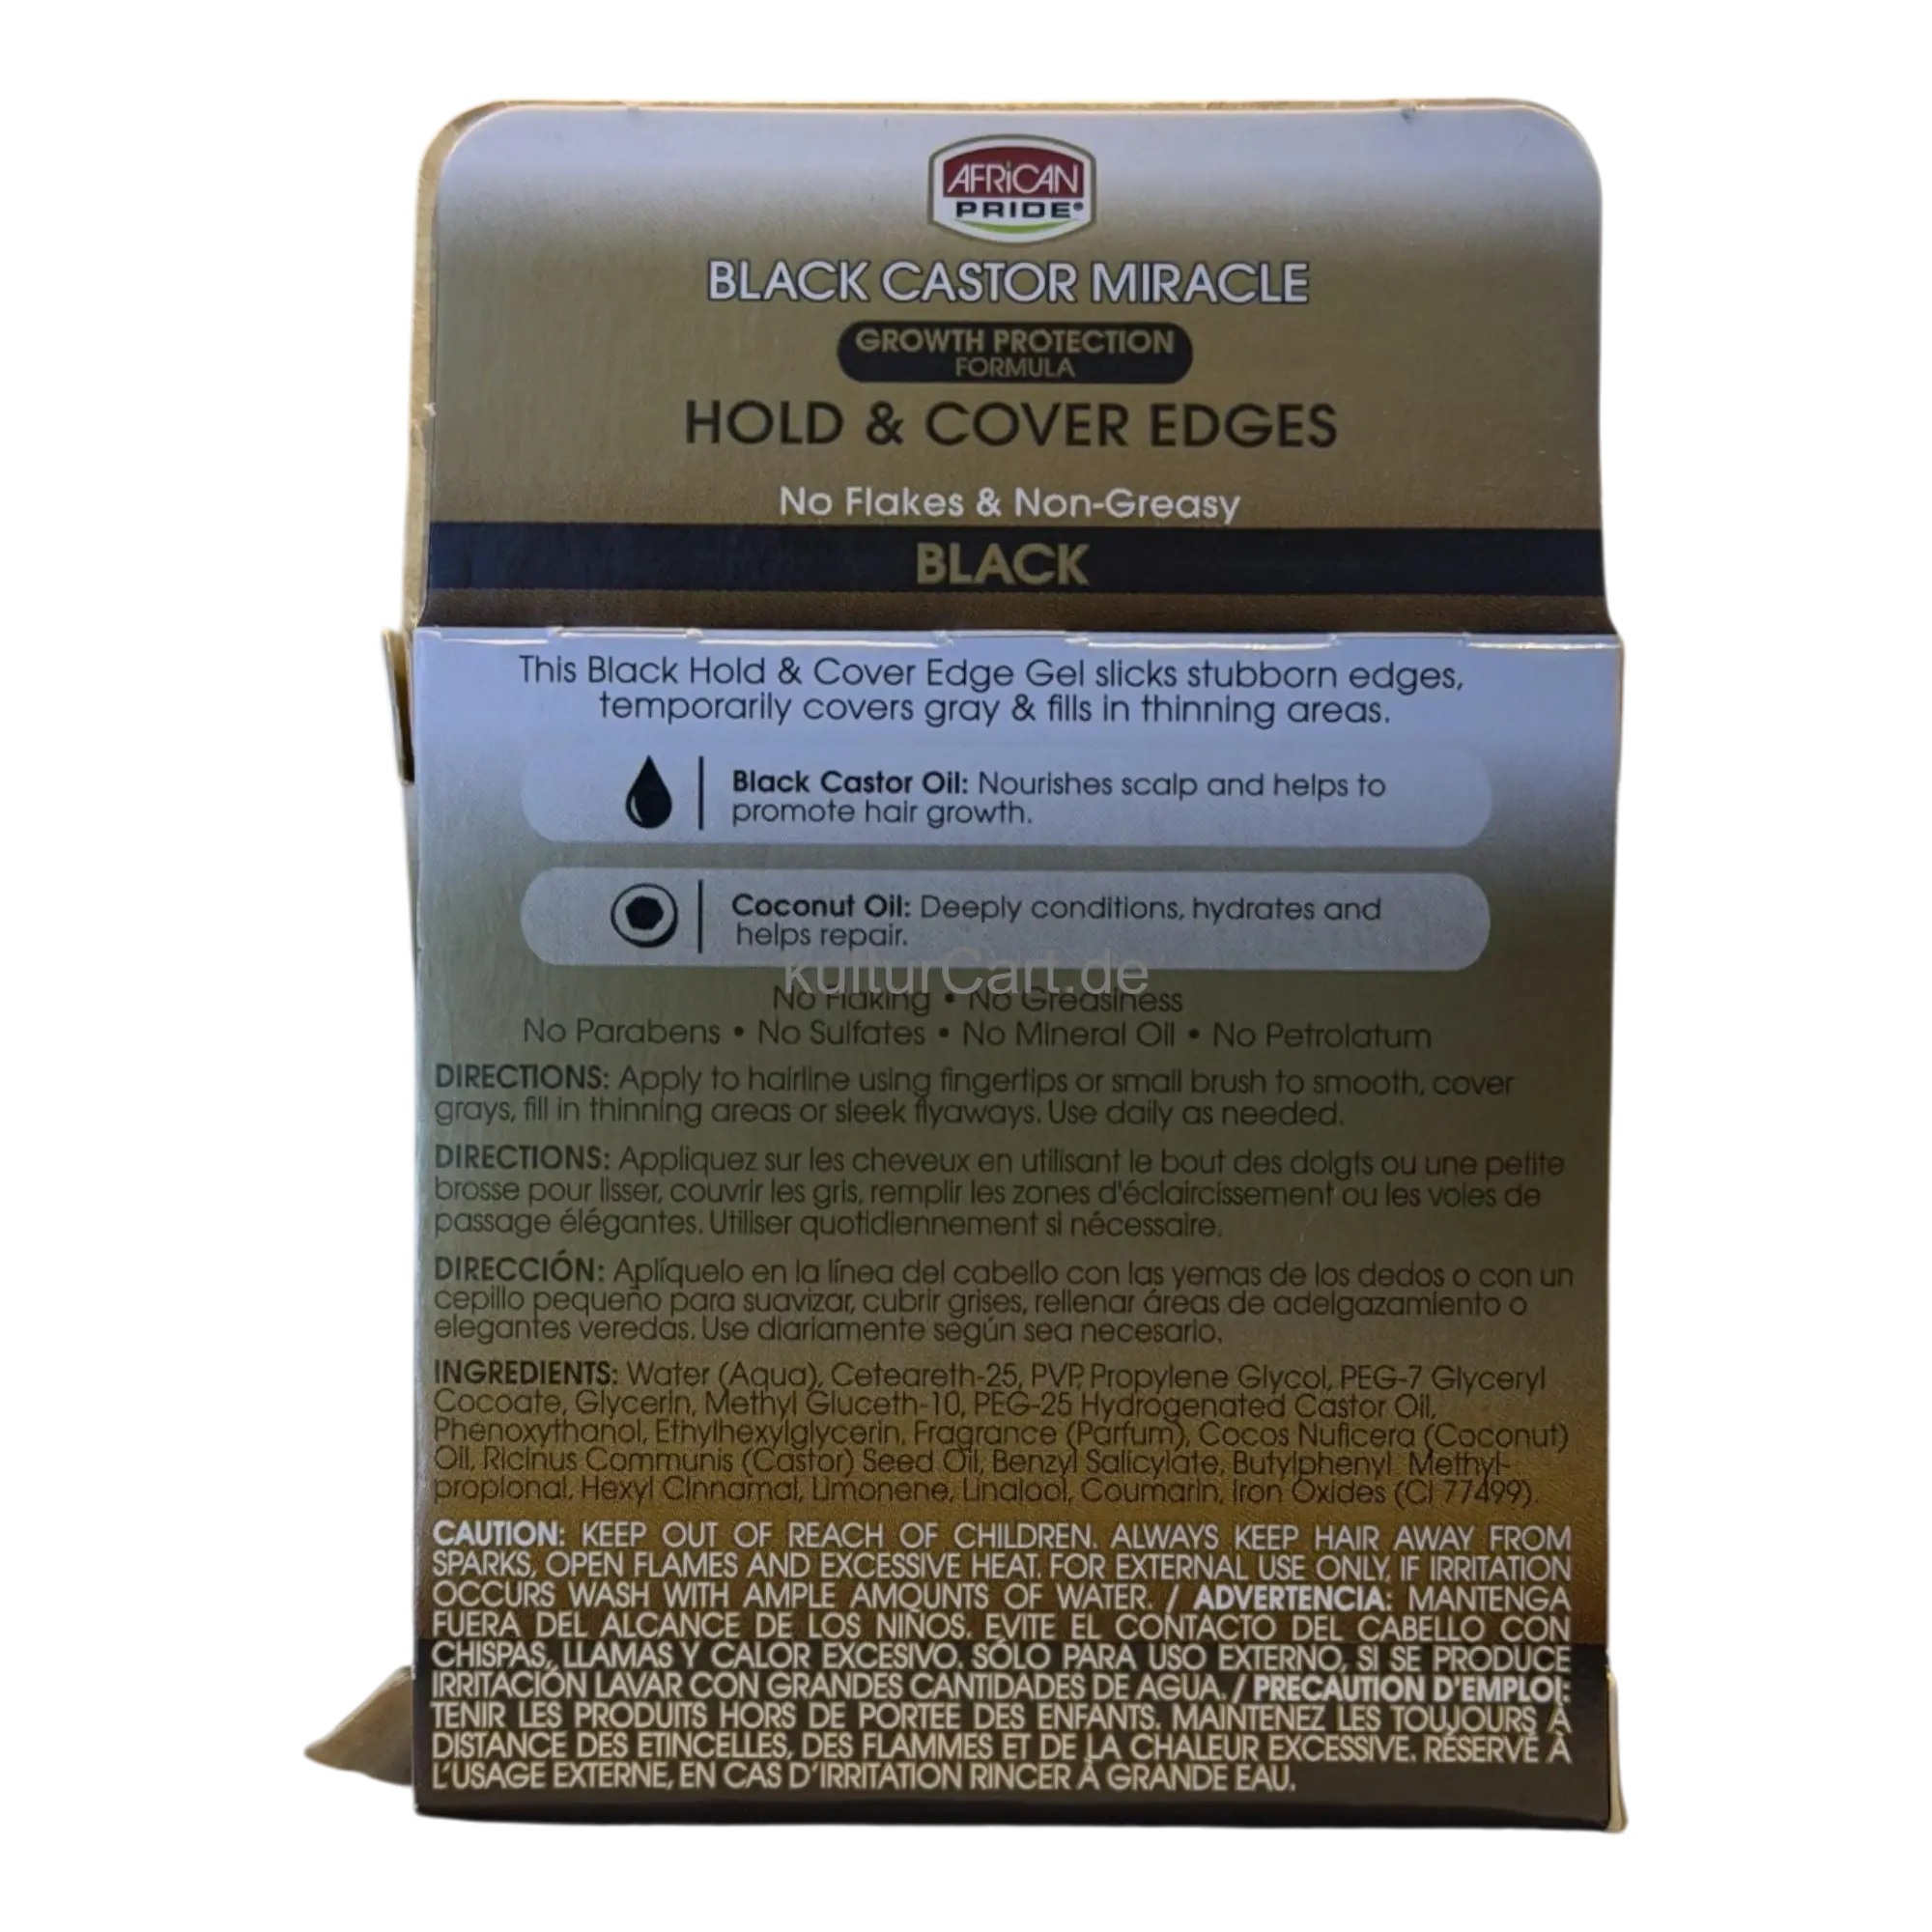 AFRiCAN
PRIDE®
BLACK CASTOR MIRACLE
GROWTH PROTECTION
FORMULA
HOLD & COVER EDGES
No Flakes & Non-Greasy
BLACK
This Black Hold & Cover Edge Gel slicks stubborn edges,
temporarily covers gray & fills in thinning areas.
Black Castor Oil: Nourishes scalp and helps to
promote hair growth.
Coconut Oil: Deeply conditions, hydrates and
helps repair.
kulturCart.de
No Flaking • No Greasiness
No Parabens • No Sulfates • No Mineral Oil • No Petrolatum
DIRECTIONS: Apply to hairline using fingertips or small brush to smooth, cover
grays, fill in thinning areas or sleek flyaways. Use daily as needed.
DIRECTIONS: Appliquez sur les cheveux en utilisant le bout des doigts ou une petite
brosse pour lisser, couvrir les gris, remplir les zones d'éclaircissement ou les voies de
passage élégantes. Utiliser quotidiennement si nécessaire.
DIRECCIÓN: Aplíquelo en la línea del cabello con las yemas de los dedos o con un
cepillo pequeño para suavizar, cubrir grises, rellenar áreas de adelgazamiento o
elegantes veredas. Use diariamente según sea necesario.
INGREDIENTS: Water (Aqua), Ceteareth-25, PVP, Propylene Glycol, PEG-7 Glyceryl
Cocoate, Glycerin, Methyl Gluceth-10, PEG-25 Hydrogenated Castor Oil,
Phenoxythanol, Ethylhexylglycerin, Fragrance (Parfum), Cocos Nuficera (Coconut)
Oil, Ricinus Communis (Castor) Seed Oil, Benzyl Salicylate, Butylphenyl Methyl-
propional, Hexyl Cinnamal, Limonene, Linalool, Coumarin, Iron Oxides (CI 77499).
CAUTION: KEEP OUT OF REACH OF CHILDREN. ALWAYS KEEP HAIR AWAY FROM
SPARKS, OPEN FLAMES AND EXCESSIVE HEAT. FOR EXTERNAL USE ONLY, IF IRRITATION
OCCURS WASH WITH AMPLE AMOUNTS OF WATER. / ADVERTENCIA: MANTENGA
FUERA DEL ALCANCE DE LOS NIÑOS. EVITE EL CONTACTO DEL CABELLO CON
CHISPAS, LLAMAS Y CALOR EXCESIVO. SÓLO PARA USO EXTERNO, SI SE PRODUCE
IRRITACIÓN LAVAR CON GRANDES CANTIDADES DE AGUA. / PRECAUTION D'EMPLOI:
TENIR LES PRODUITS HORS DE PORTEE DES ENFANTS. MAINTENEZ LES TOUJOURS À
DISTANCE DES ETINCELLES, DES FLAMMES ET DE LA CHALEUR EXCESSIVE. RÉSERVÉ À
L'USAGE EXTERNE, EN CAS D'IRRITATION RINCER À GRANDE EAU.